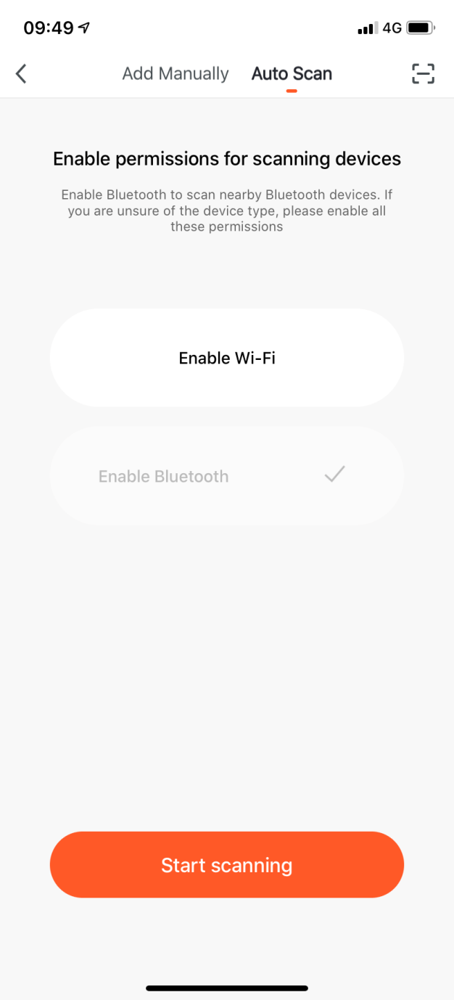 09:49
4G
Add Manually
Auto Scan
Enable permissions for scanning devices
Enable Bluetooth to scan nearby Bluetooth devices. If
you are unsure of the device type, please enable all
these permissions
Enable Wi-Fi
Enable Bluetooth
Start scanning